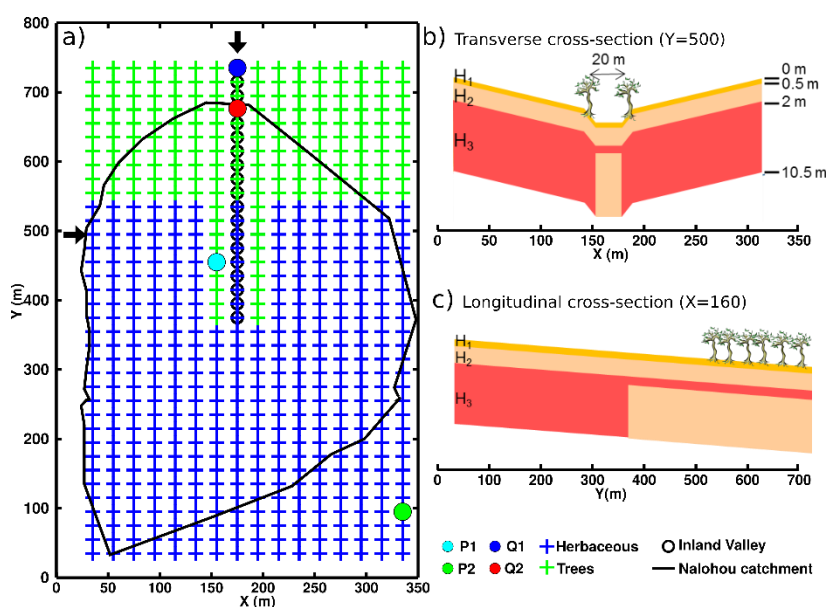 a)
800
700
600
500
400
300
200
100
0
Y (m)
0 50 100 150 200 250 300 350
X (m)
b) Transverse cross-section (Y=500)
20 m
H1
H2
H3
0 m
0.5 m
2 m
10.5 m
0 50 100 150 200 250 300 350
X (m)
c) Longitudinal cross-section (X=160)
H1
H2
H3
0 100 200 300 400 500 600 700
Y(m)
P1 Q1 Herbaceous Inland Valley
P2 Q2 Trees Nalohou catchment